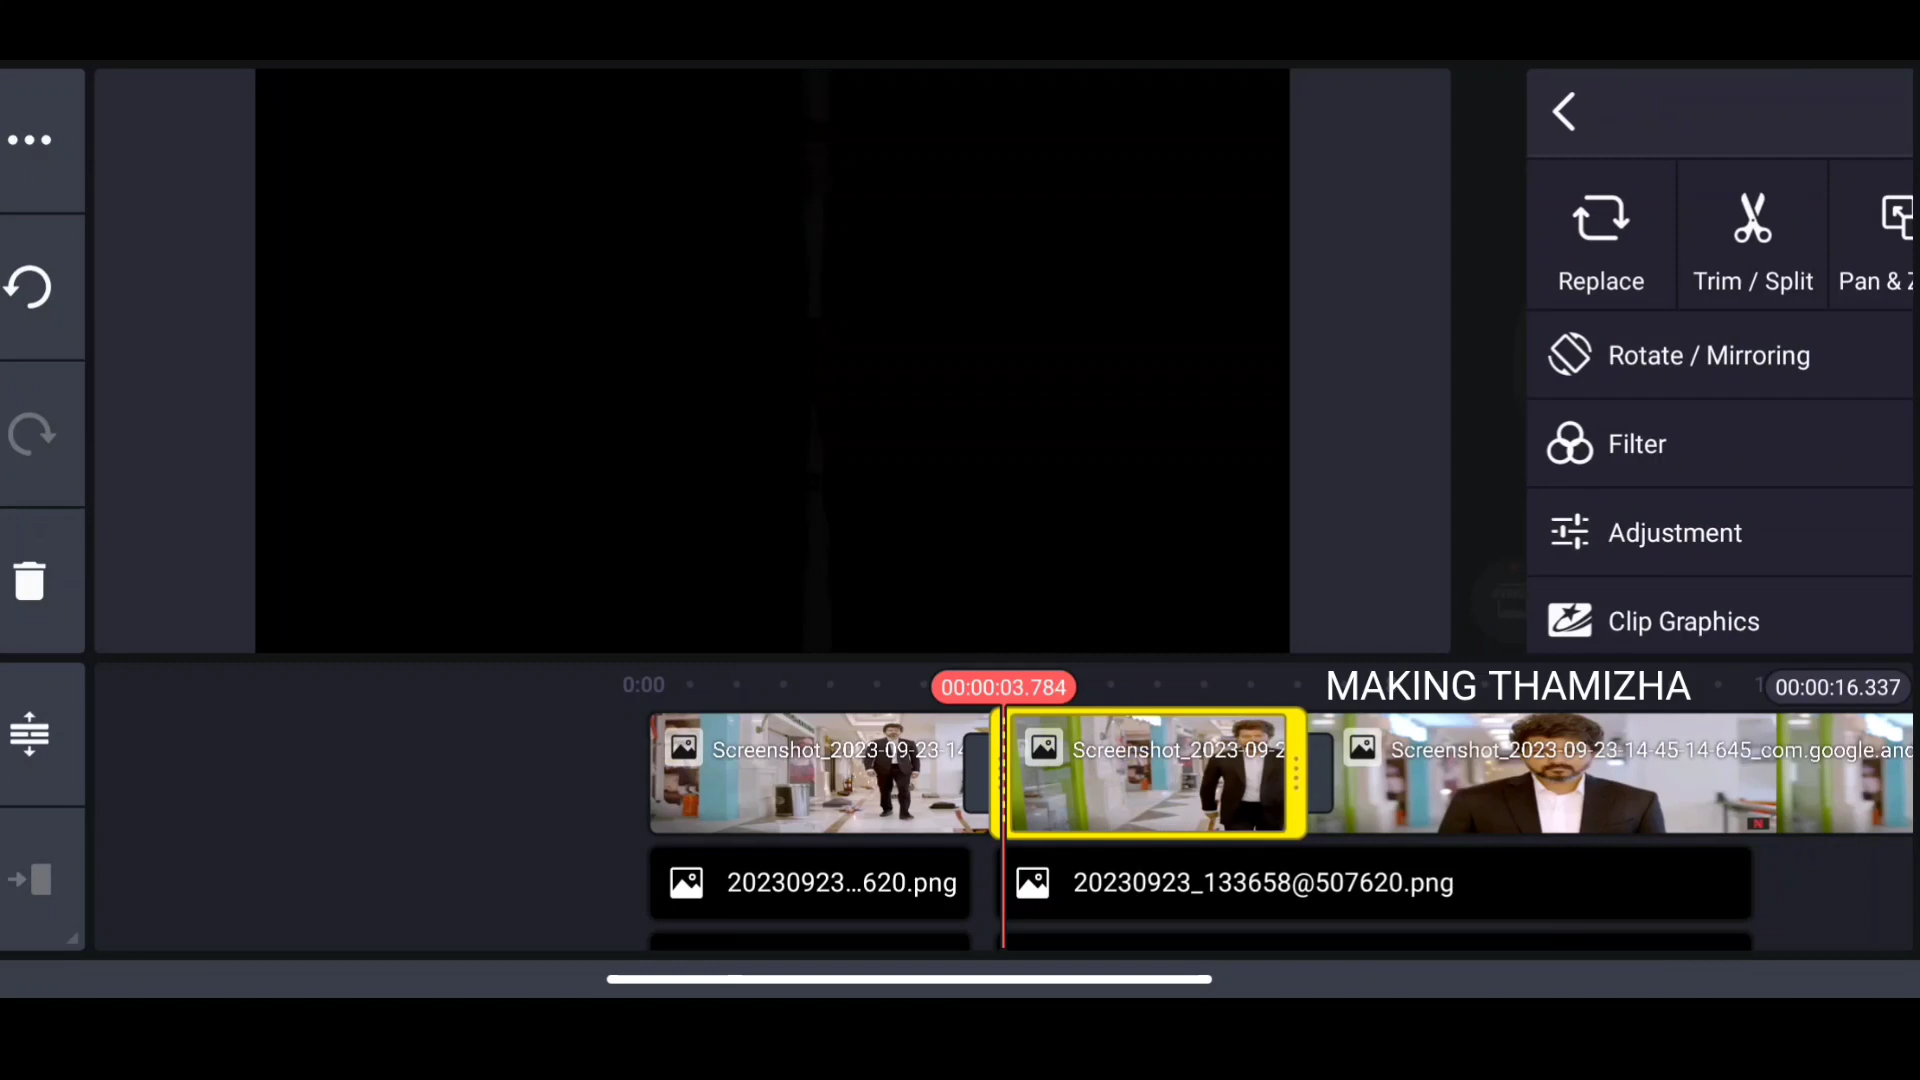 Replace
Trim / Split
Pan & Z
Rotate / Mirroring
Filter
Adjustment
Clip Graphics
0:00
00:00:03.784
MAKING THAMIZHA
1
00:00:16.337
Screenshot_2023-09-23-14
Screenshot_2023-09-2
Screenshot_2023-09-23-14-45-14-645_com.google.and
N
20230923...620.png
20230923_133658@507620.png